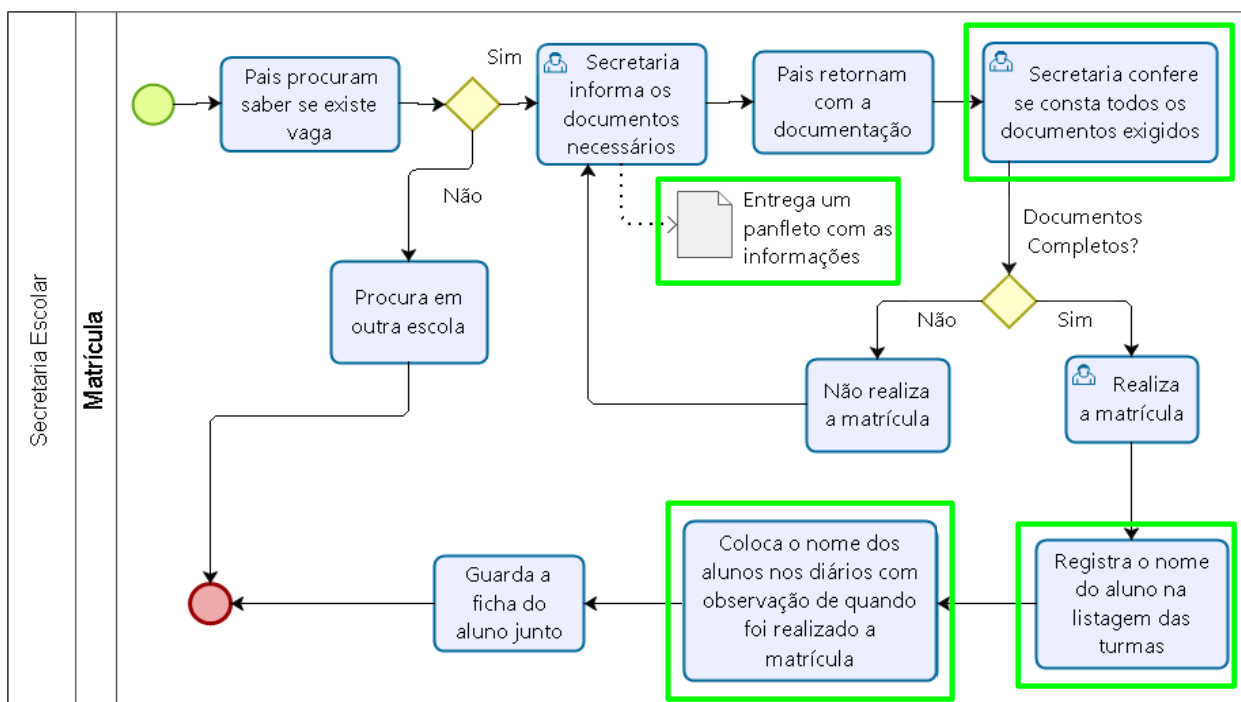 Secretaria Escolar
Matrícula
Pais procuram
saber se existe
vaga
Sim
Não
Secretaria
informa os
documentos
necessários
Pais retornam
com a
documentação
Secretaria confere
se consta todos os
documentos exigidos
Entrega um
panfleto com as
informações
Documentos
Completos?
Procura em
outra escola
Não
Sim
Não realiza
a matrícula
Realiza
a matrícula
Registra o nome
do aluno na
listagem das
turmas
Coloca o nome dos
alunos nos diários com
observação de quando
foi realizado a
matrícula
Guarda a
ficha do
aluno junto